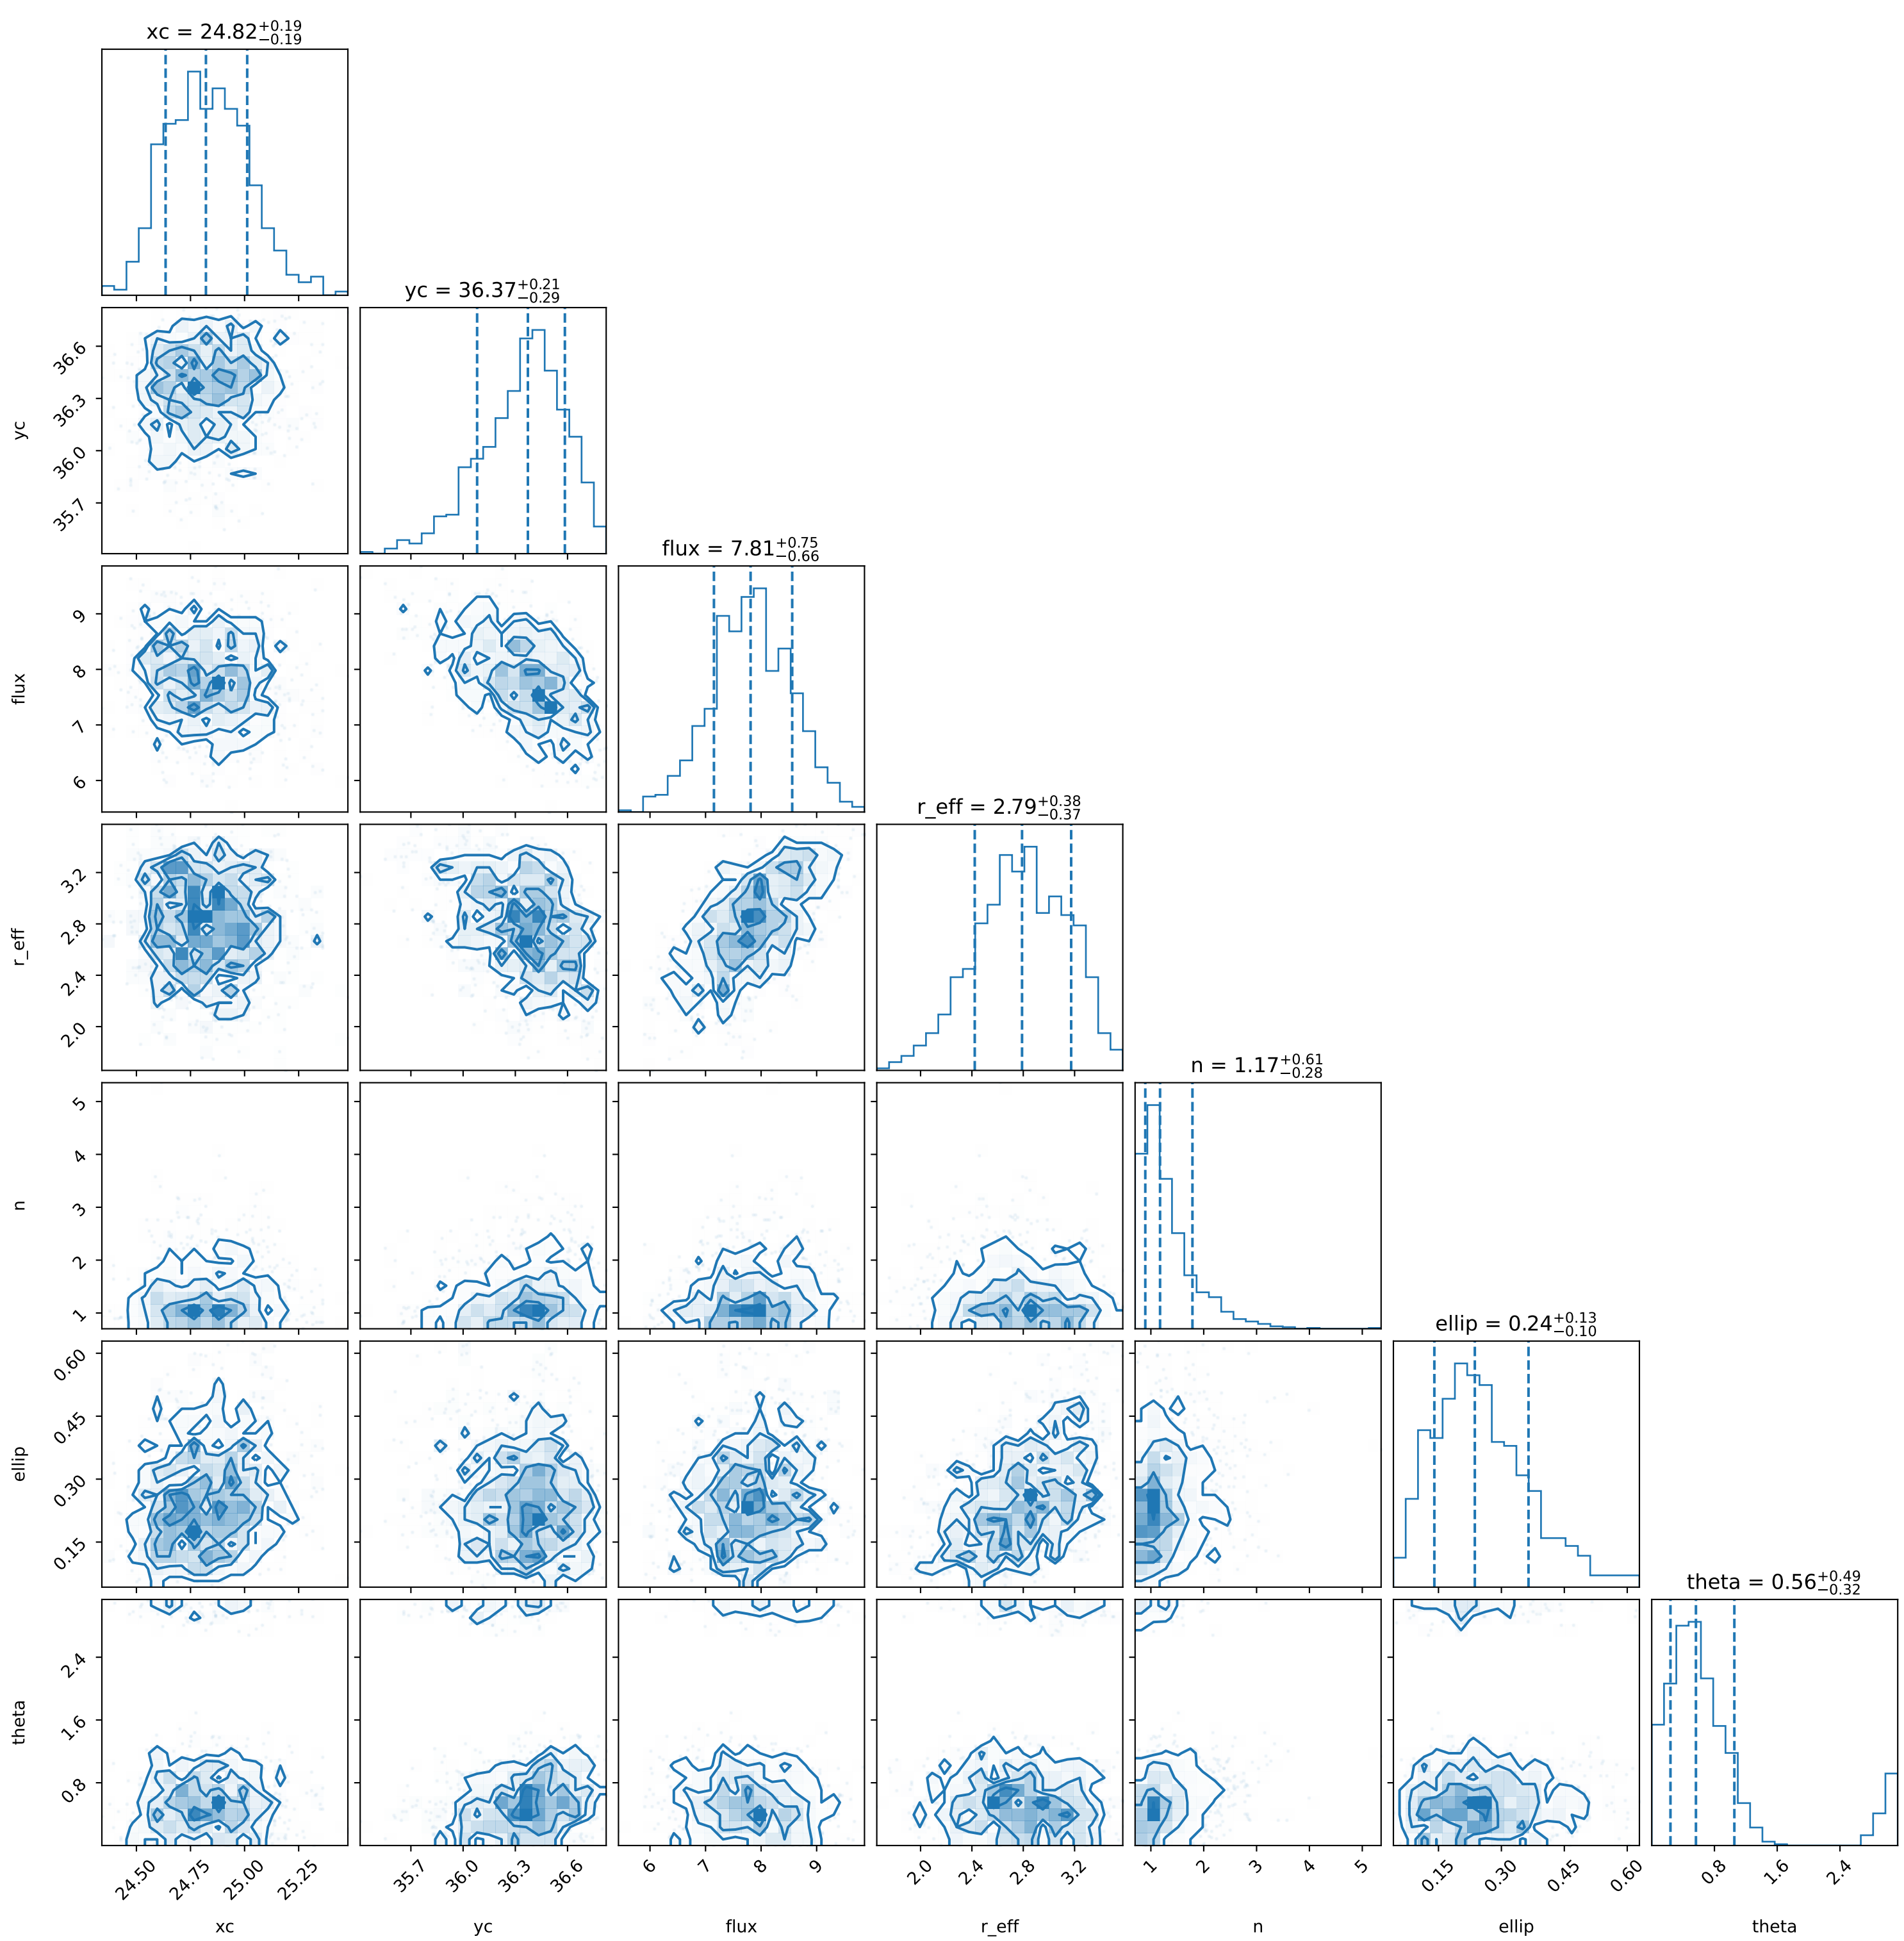 xc = 24.82+0.19−0.19
yc = 36.37+0.21−0.29
36.6
36.3
36.0
35.7
yc
flux = 7.81+0.75−0.66
9
8
7
6
flux
r_eff = 2.79+0.38−0.37
3.2
2.8
2.4
2.0
r_eff
n = 1.17+0.61−0.28
5
4
3
2
1
n
ellip = 0.24+0.13−0.10
0.60
0.45
0.30
0.15
ellip
theta = 0.56+0.49−0.32
2.4
1.6
0.8
theta
24.50 24.75 25.00 25.25 35.7 36.0 36.3 36.6 6 7 8 9 2.0 2.4 2.8 3.2 1 2 3 4 5 0.15 0.30 0.45 0.60 0.8 1.6 2.4
xc yc flux r_eff n ellip theta